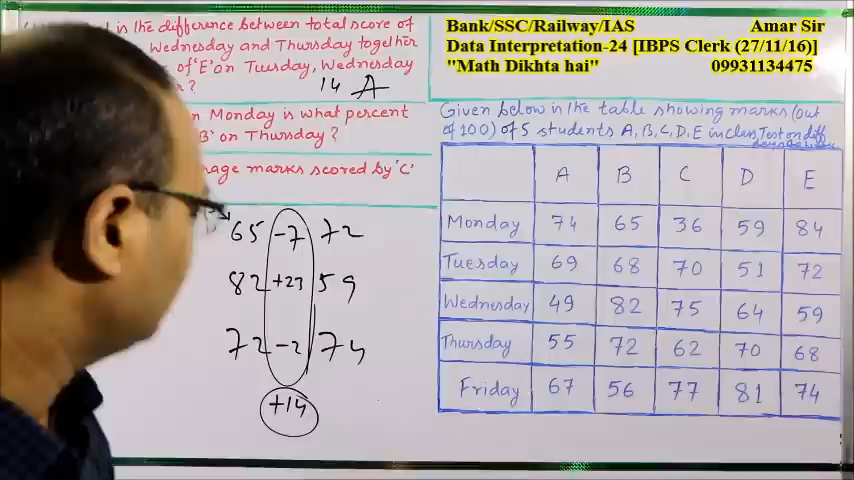 is the difference between total score of
Wednesday and Thursday together
of 'E' on Tuesday, Wednesday
? 14 A
Monday is what percent
'B' on Thursday?
marks scored by 'C'
65 -7 72
82 +23 59
72 -2 74
+14
Bank/SSC/Railway/IAS Amar Sir
Data Interpretation-24 [IBPS Clerk (27/11/16)]
"Math Dikhta hai" 09931134475
Given below is the table showing marks (out
of 100) of 5 students A, B, C, D, E in class Test on diff
A B C D E
Monday 74 65 36 59 84
Tuesday 69 68 70 51 72
Wednesday 49 82 75 64 59
Thursday 55 72 62 70 68
Friday 67 56 77 81 74